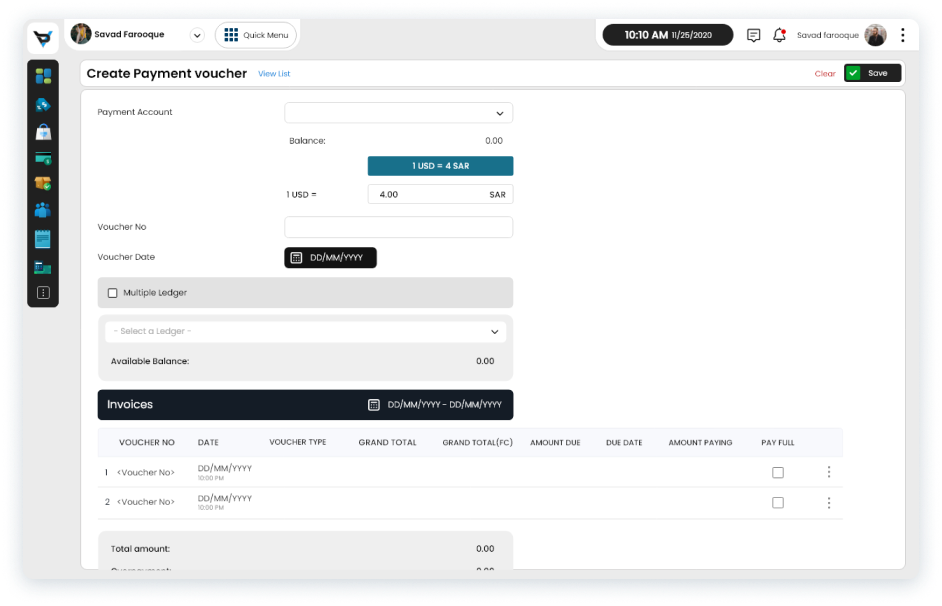 Savad Farooque
Quick Menu
10:10 AM 11/25/2020
Savad farooque
Create Payment voucher
View List
Clear
Save
Payment Account
Balance:
0.00
1 USD = 4 SAR
1 USD =
4.00
SAR
Voucher No
Voucher Date
DD/MM/YYYY
Multiple Ledger
- Select a Ledger -
Available Balance:
0.00
Invoices
DD/MM/YYYY - DD/MM/YYYY
VOUCHER NO DATE VOUCHER TYPE GRAND TOTAL GRAND TOTAL(FC) AMOUNT DUE DUE DATE AMOUNT PAYING PAY FULL
1 <Voucher No> DD/MM/YYYY
10:00 PM
2 <Voucher No> DD/MM/YYYY
10:00 PM
Total amount:
0.00